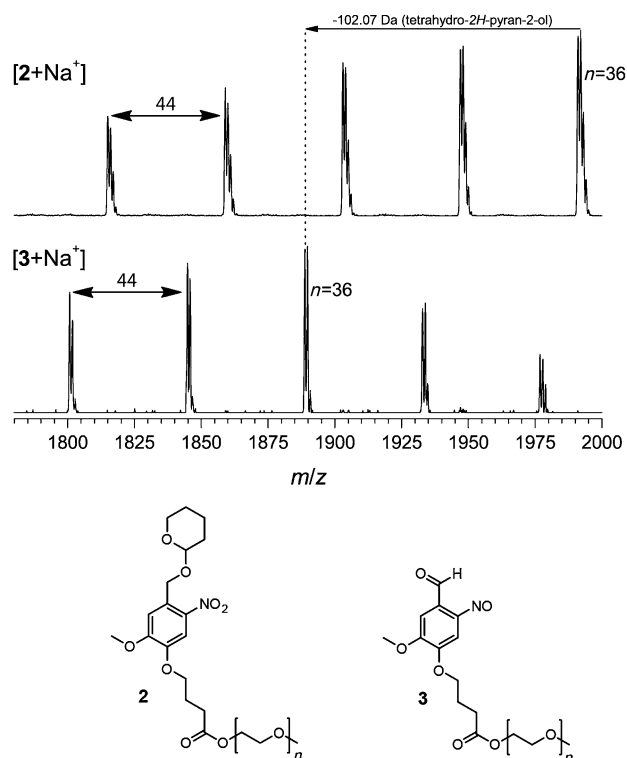 -102.07 Da (tetrahydro-2H-pyran-2-ol)
[2+Na⁺]
44
n=36
[3+Na⁺]
44
n=36
1800 1825 1850 1875 1900 1925 1950 1975 2000
m/z
O
O
NO₂
O
O
2
O
O
O
n
O
H
NO
O
O
3
O
O
O
n